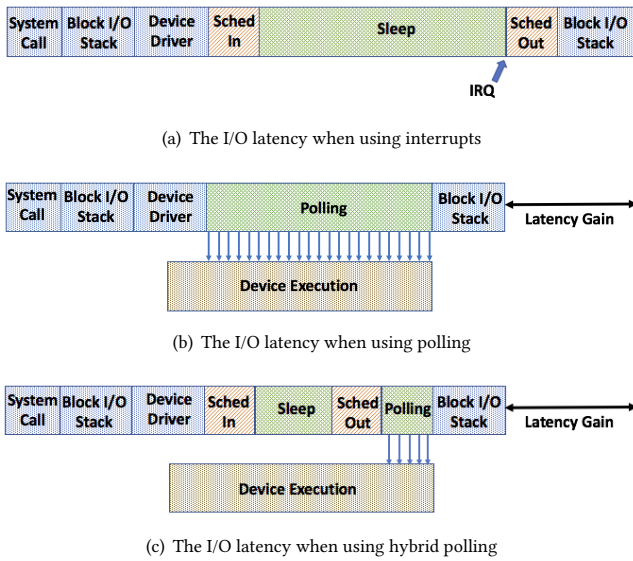 System Call
Block I/O Stack
Device Driver
Sched In
Sleep
Sched Out
Block I/O Stack
IRQ
(a) The I/O latency when using interrupts
System Call
Block I/O Stack
Device Driver
Polling
Block I/O Stack
Latency Gain
Device Execution
(b) The I/O latency when using polling
System Call
Block I/O Stack
Device Driver
Sched In
Sleep
Sched Out
Polling
Block I/O Stack
Latency Gain
Device Execution
(c) The I/O latency when using hybrid polling